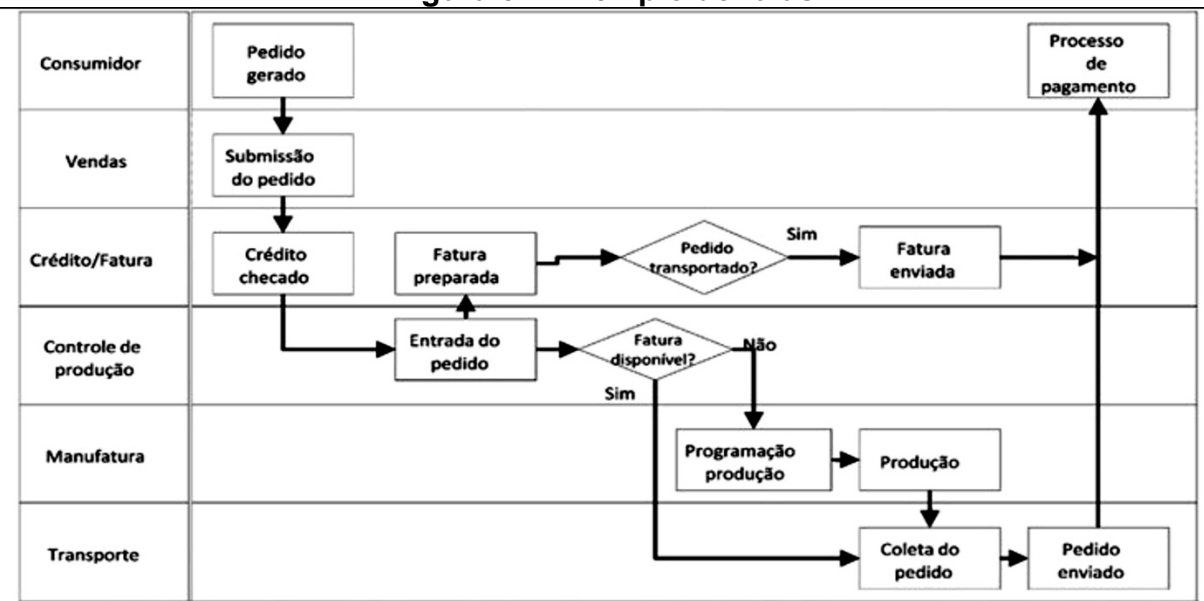 Consumidor
Pedido
gerado
Processo
de
pagamento
Vendas
Submissão
do pedido
Crédito/Fatura
Crédito
checado
Fatura
preparada
Pedido
transportado?
Sim
Fatura
enviada
Controle de
produção
Entrada do
pedido
Fatura
disponível?
Não
Sim
Manufatura
Programação
produção
Produção
Transporte
Coleta do
pedido
Pedido
enviado